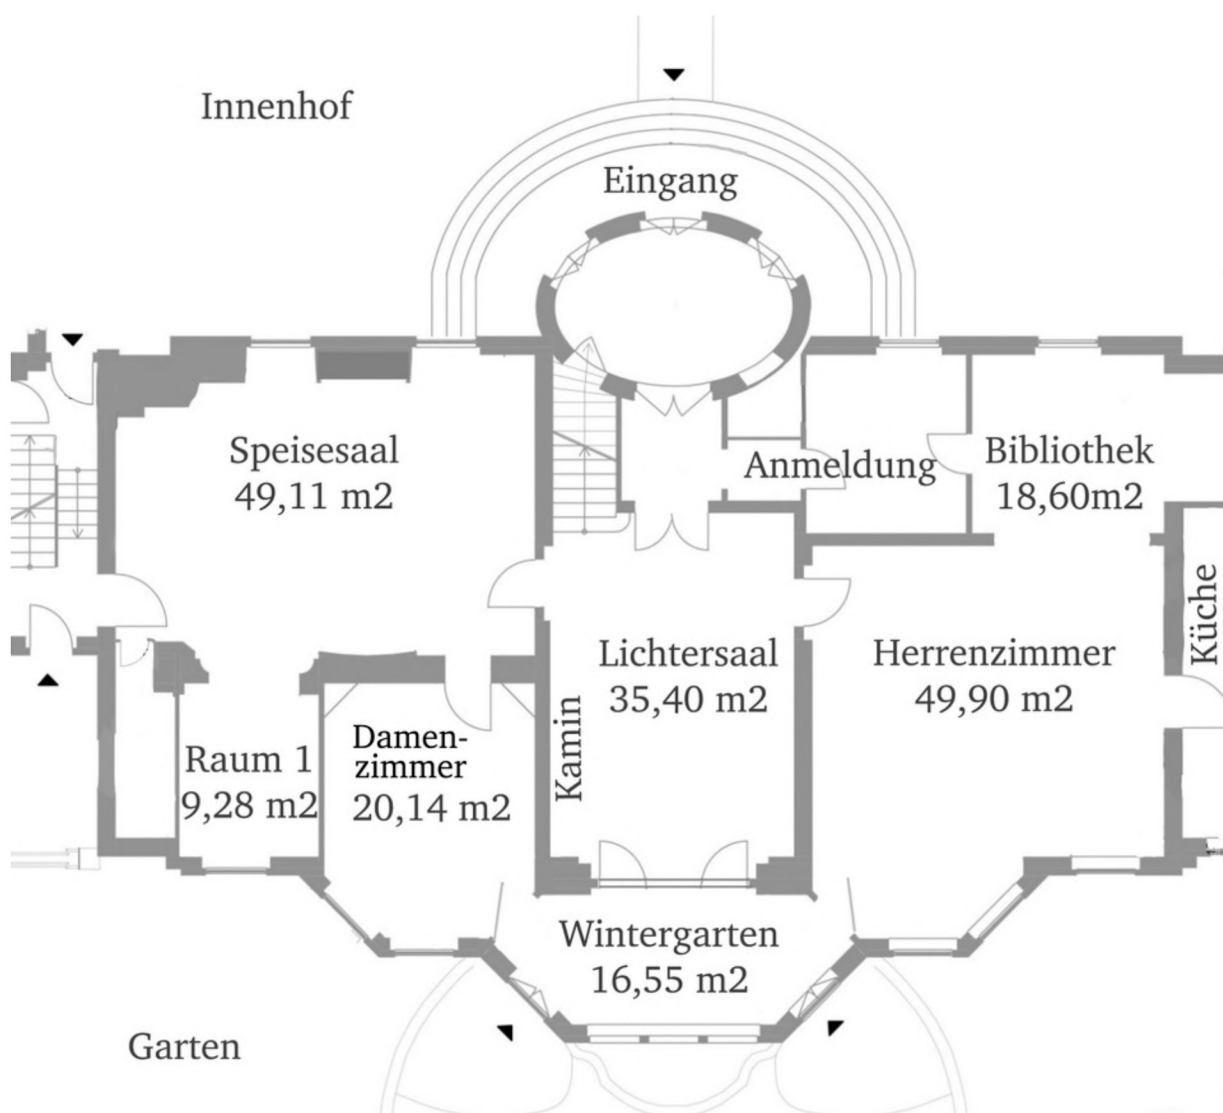 Innenhof
Eingang
Speisesaal
49,11 m2
Anmeldung
Bibliothek
18,60m2
Küche
Lichtersaal
35,40 m2
Herrenzimmer
49,90 m2
Kamin
Raum 1
9,28 m2
Damen-
zimmer
20,14 m2
Wintergarten
16,55 m2
Garten